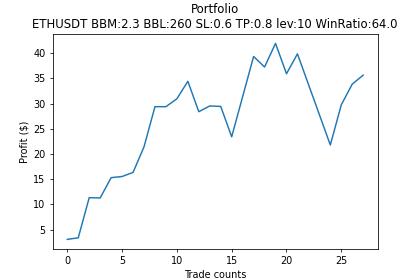 Portfolio
ETHUSDT BBM:2.3 BBL:260 SL:0.6 TP:0.8 lev:10 WinRatio:64.0
40
35
30
25
20
15
10
5
Profit ($)
0 5 10 15 20 25
Trade counts